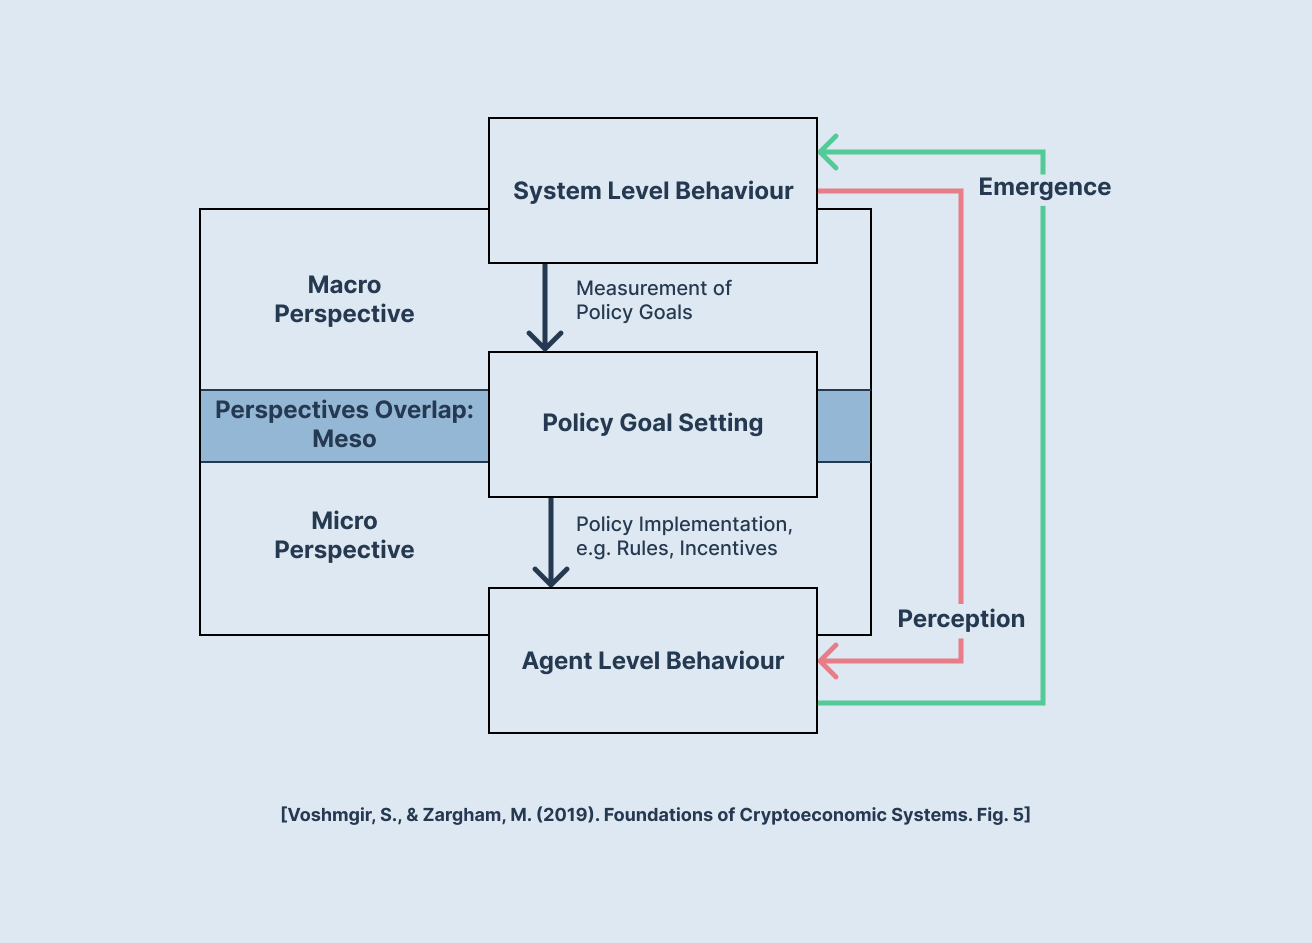 System Level Behaviour
Emergence
Macro
Perspective
Measurement of
Policy Goals
Perspectives Overlap:
Meso
Policy Goal Setting
Micro
Perspective
Policy Implementation,
e.g. Rules, Incentives
Perception
Agent Level Behaviour
[Voshmgir, S., & Zargham, M. (2019). Foundations of Cryptoeconomic Systems. Fig. 5]